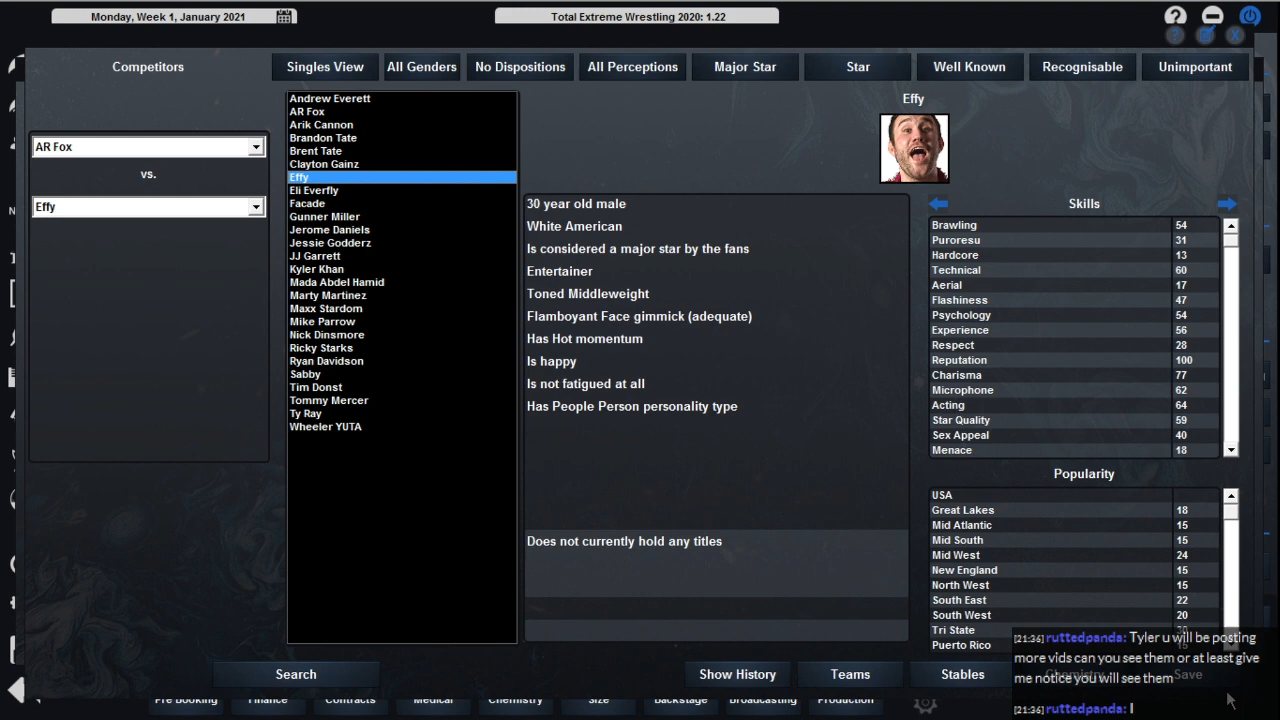 Monday, Week 1, January 2021
Total Extreme Wrestling 2020: 1.22
Competitors
Singles View
All Genders
No Dispositions
All Perceptions
Major Star
Star
Well Known
Recognisable
Unimportant
AR Fox
vs.
Effy
Andrew Everett
AR Fox
Arik Cannon
Brandon Tate
Brent Tate
Clayton Gainz
Effy
Eli Everfly
Facade
Gunner Miller
Jerome Daniels
Jessie Godderz
JJ Garrett
Kyler Khan
Mada Abdel Hamid
Marty Martinez
Maxx Stardom
Mike Parrow
Nick Dinsmore
Ricky Starks
Ryan Davidson
Sabby
Tim Donst
Tommy Mercer
Ty Ray
Wheeler YUTA
Effy
30 year old male
White American
Is considered a major star by the fans
Entertainer
Toned Middleweight
Flamboyant Face gimmick (adequate)
Has Hot momentum
Is happy
Is not fatigued at all
Has People Person personality type
Does not currently hold any titles
Skills
Brawling 54
Puroresu 31
Hardcore 13
Technical 60
Aerial 17
Flashiness 47
Psychology 54
Experience 56
Respect 28
Reputation 100
Charisma 77
Microphone 62
Acting 64
Star Quality 59
Sex Appeal 40
Menace 18
Popularity
USA
Great Lakes 18
Mid Atlantic 15
Mid South 15
Mid West 24
New England 15
North West 15
South East 22
South West 20
Tri State
Puerto Rico
[21:36] ruttedpanda: Tyler u will be posting
more vids can you see them or at least give
me notice you will see them
[21:36] ruttedpanda: I
Search
Show History
Teams
Stables
Save
Pre Booking
Finance
Contracts
Medical
Chemistry
Size
Backstage
Broadcasting
Production